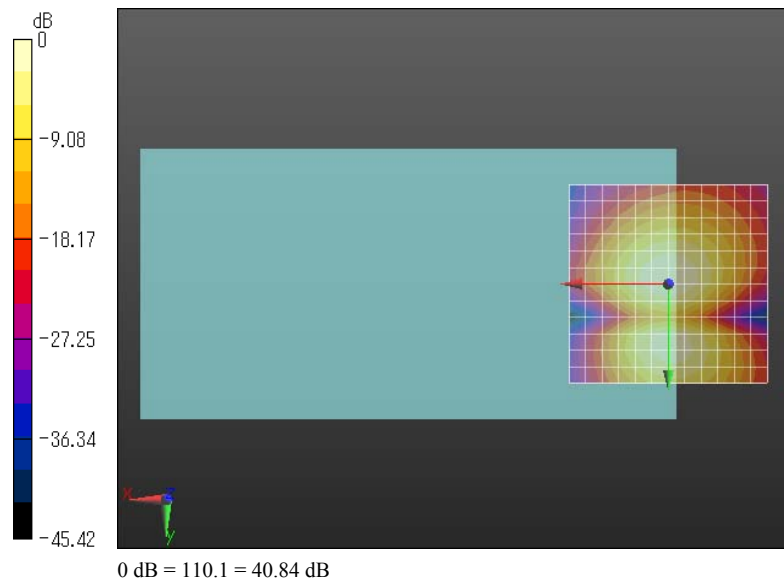 dB
0
-9.08
-18.17
-27.25
-36.34
-45.42
X
Z
y
0 dB = 110.1 = 40.84 dB